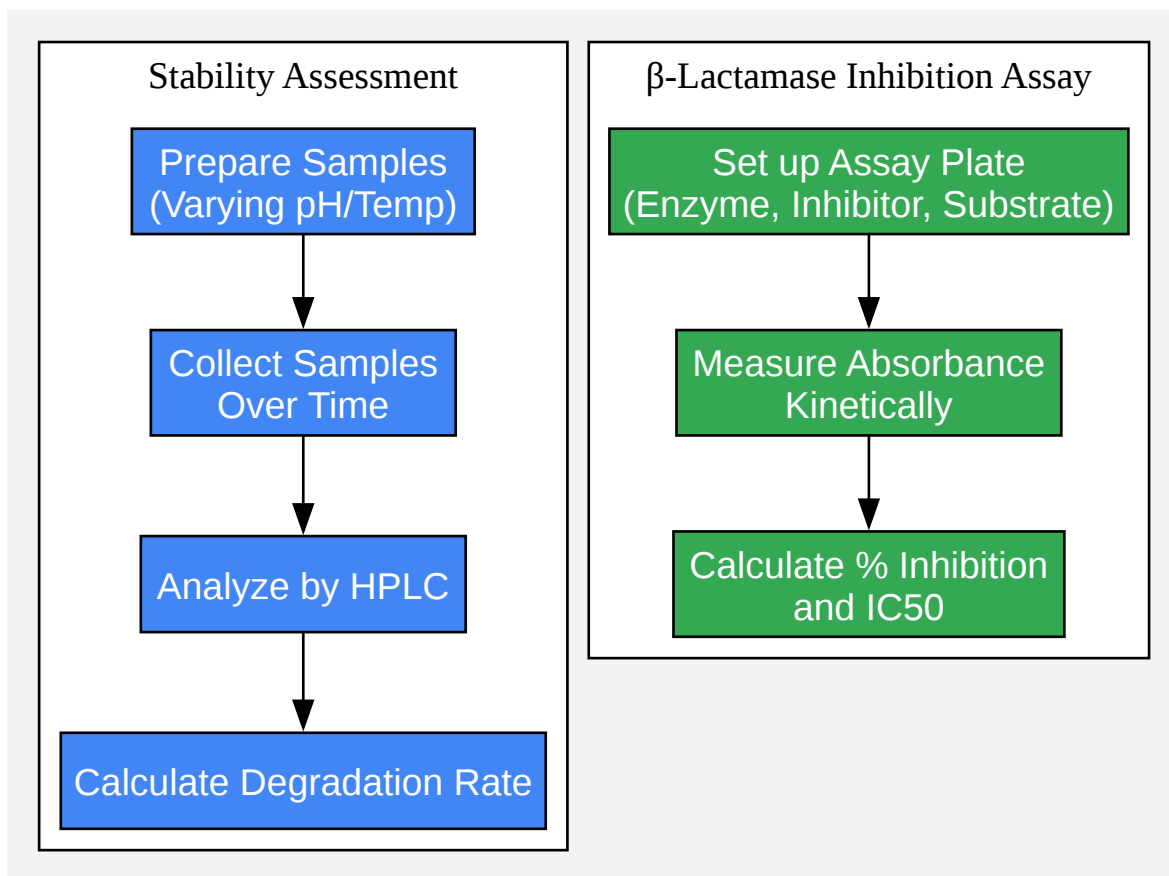 Stability Assessment
Prepare Samples
(Varying pH/Temp)
Collect Samples
Over Time
Analyze by HPLC
Calculate Degradation Rate
β-Lactamase Inhibition Assay
Set up Assay Plate
(Enzyme, Inhibitor, Substrate)
Measure Absorbance
Kinetically
Calculate % Inhibition
and IC50